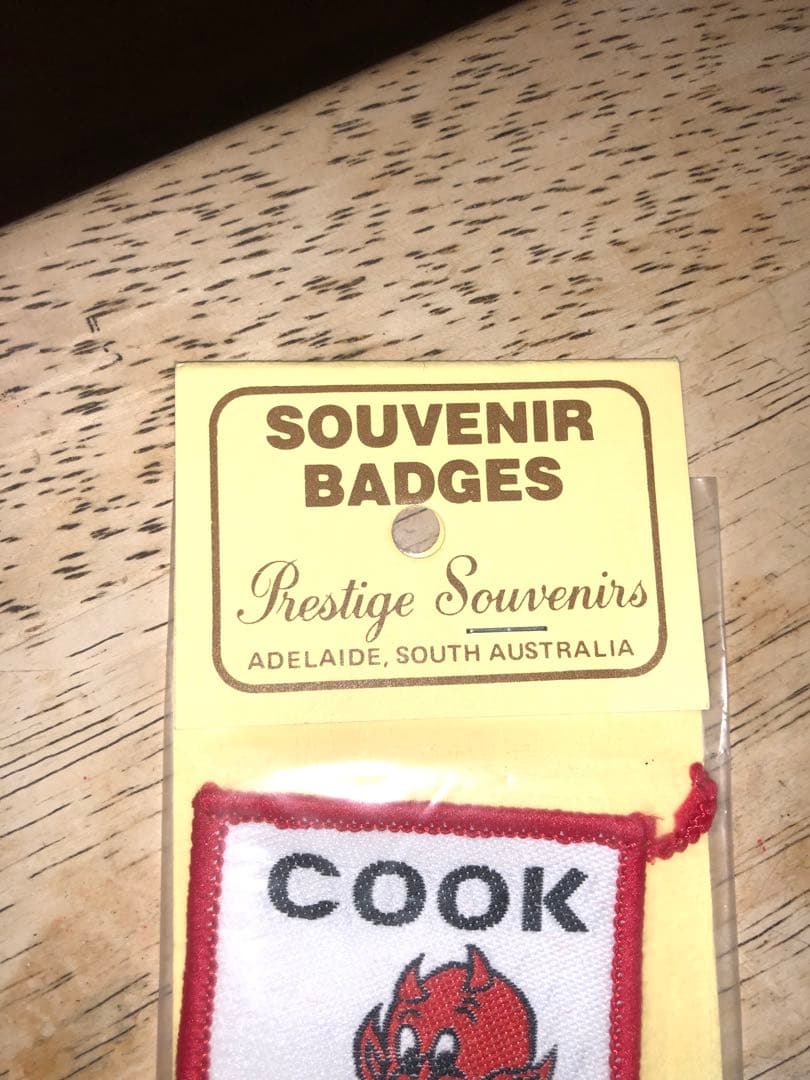 SOUVENIR
BADGES
Prestige Souvenirs
ADELAIDE, SOUTH AUSTRALIA
COOK